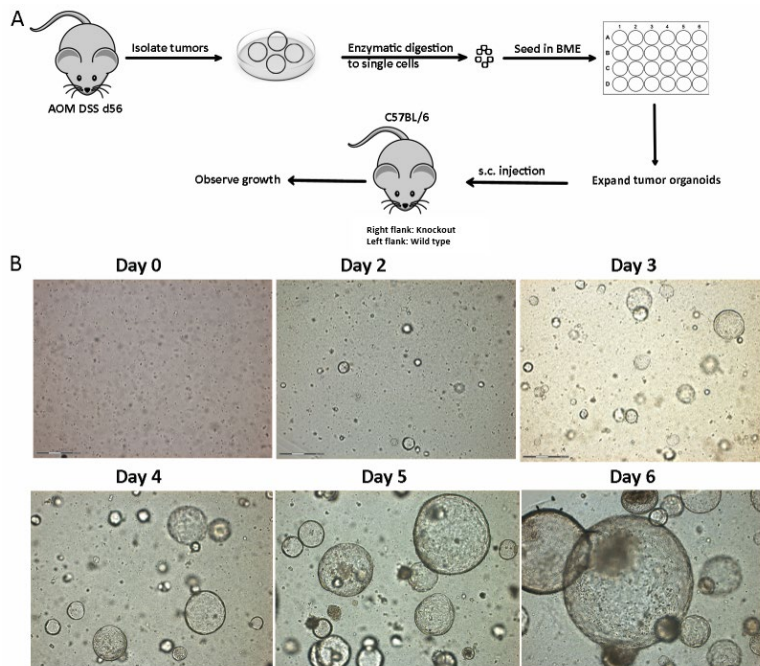 A
Isolate tumors
Enzymatic digestion
to single cells
Seed in BME
1 2 3 4 5 6
A
B
C
D
AOM DSS d56
C57BL/6
Observe growth
s.c. injection
Expand tumor organoids
Right flank: Knockout
Left flank: Wild type
B
Day 0
Day 2
Day 3
Day 4
Day 5
Day 6